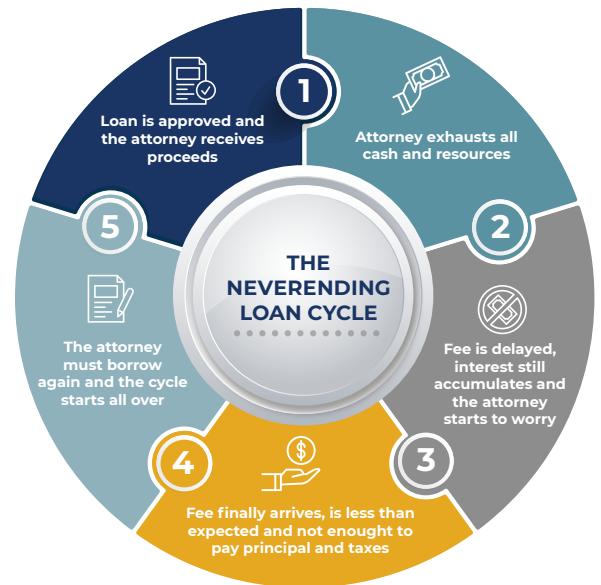 THE
NEVERENDING
LOAN CYCLE
1
Loan is approved and
the attorney receives
proceeds
Attorney exhausts all
cash and resources
2
Fee is delayed,
interest still
accumulates and
the attorney
starts to worry
3
Fee finally arrives, is less than
expected and not enought to
pay principal and taxes
4
The attorney
must borrow
again and the cycle
starts all over
5